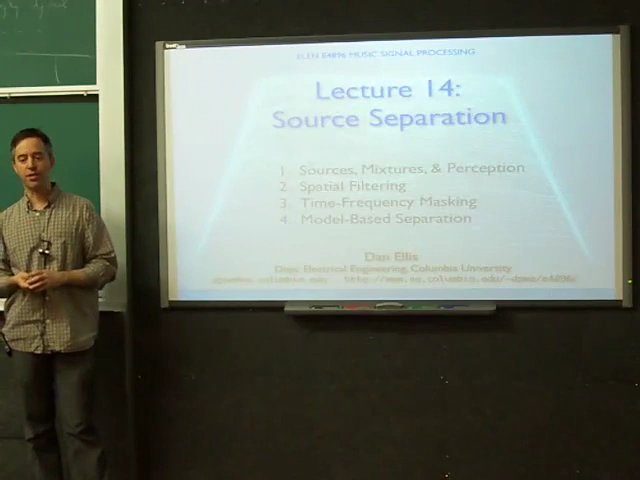 ELEN E4896 MUSIC SIGNAL PROCESSING
Lecture 14:
Source Separation
1. Sources, Mixtures, & Perception
2. Spatial Filtering
3. Time-Frequency Masking
4. Model-Based Separation
Dan Ellis
Dept. Electrical Engineering, Columbia University